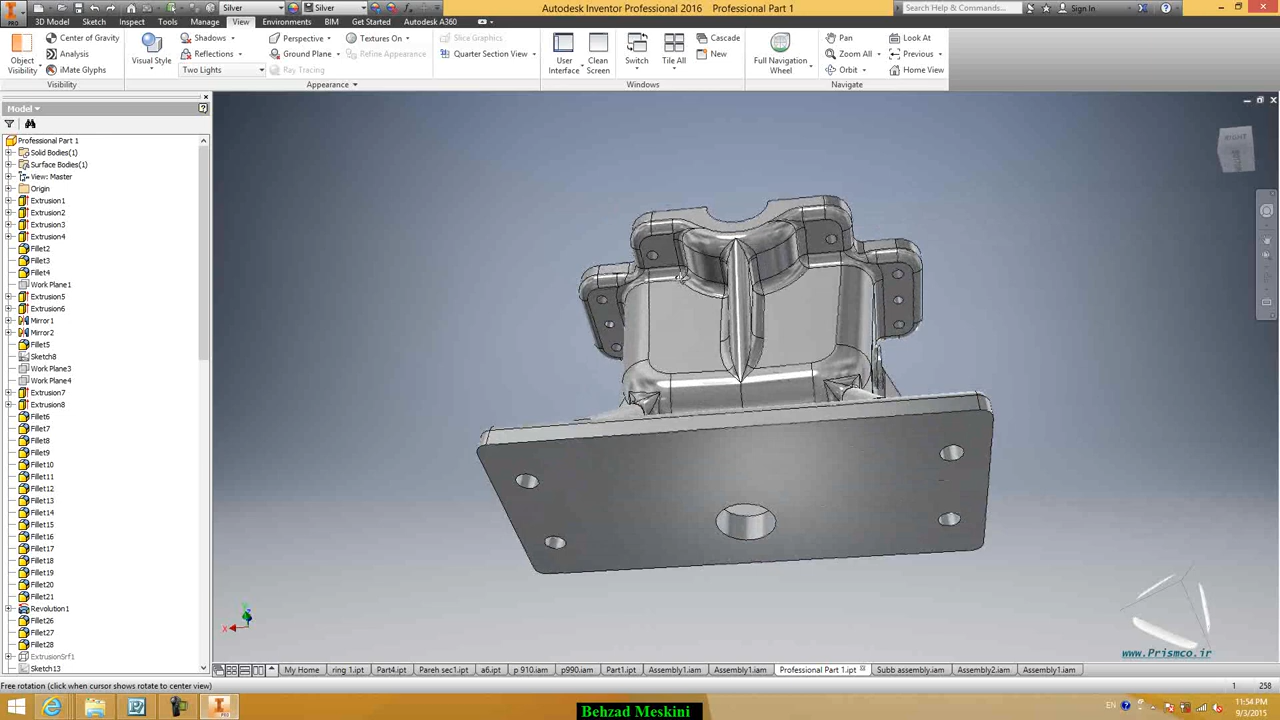 Silver
Silver
Autodesk Inventor Professional 2016 Professional Part 1
Search Help & Commands...
Sign In
PRO
3D Model Sketch Inspect Tools Manage View Environments BIM Get Started Autodesk A360
Object Visibility
Center of Gravity
Analysis
iMate Glyphs
Visibility
Visual Style
Shadows
Reflections
Two Lights
Perspective
Ground Plane
Ray Tracing
Textures On
Refine Appearance
Appearance
Slice Graphics
Quarter Section View
User Interface
Clean Screen
Switch
Tile All
Cascade
New
Windows
Full Navigation Wheel
Pan
Zoom All
Orbit
Look At
Previous
Home View
Navigate
Model
Professional Part 1
Solid Bodies(1)
Surface Bodies(1)
View: Master
Origin
Extrusion1
Extrusion2
Extrusion3
Extrusion4
Fillet2
Fillet3
Fillet4
Work Plane1
Extrusion5
Extrusion6
Mirror1
Mirror2
Fillet5
Sketch8
Work Plane3
Work Plane4
Extrusion7
Extrusion8
Fillet6
Fillet7
Fillet8
Fillet9
Fillet10
Fillet11
Fillet12
Fillet13
Fillet14
Fillet15
Fillet16
Fillet17
Fillet18
Fillet19
Fillet20
Fillet21
Revolution1
Fillet26
Fillet27
Fillet28
ExtrusionSrf1
Sketch13
RIGHT
X
www.Prismco.ir
My Home ring 1.ipt Part4.ipt Pareh sec1.ipt a6.ipt p 910.iam p990.iam Part1.ipt Assembly1.iam Assembly1.iam Professional Part 1.ipt Subb assembly.iam Assembly2.iam Assembly1.iam
Free rotation (click when cursor shows rotate to center view)
1 258
PRO
Behzad Meskini
EN
11:54 PM
9/3/2015